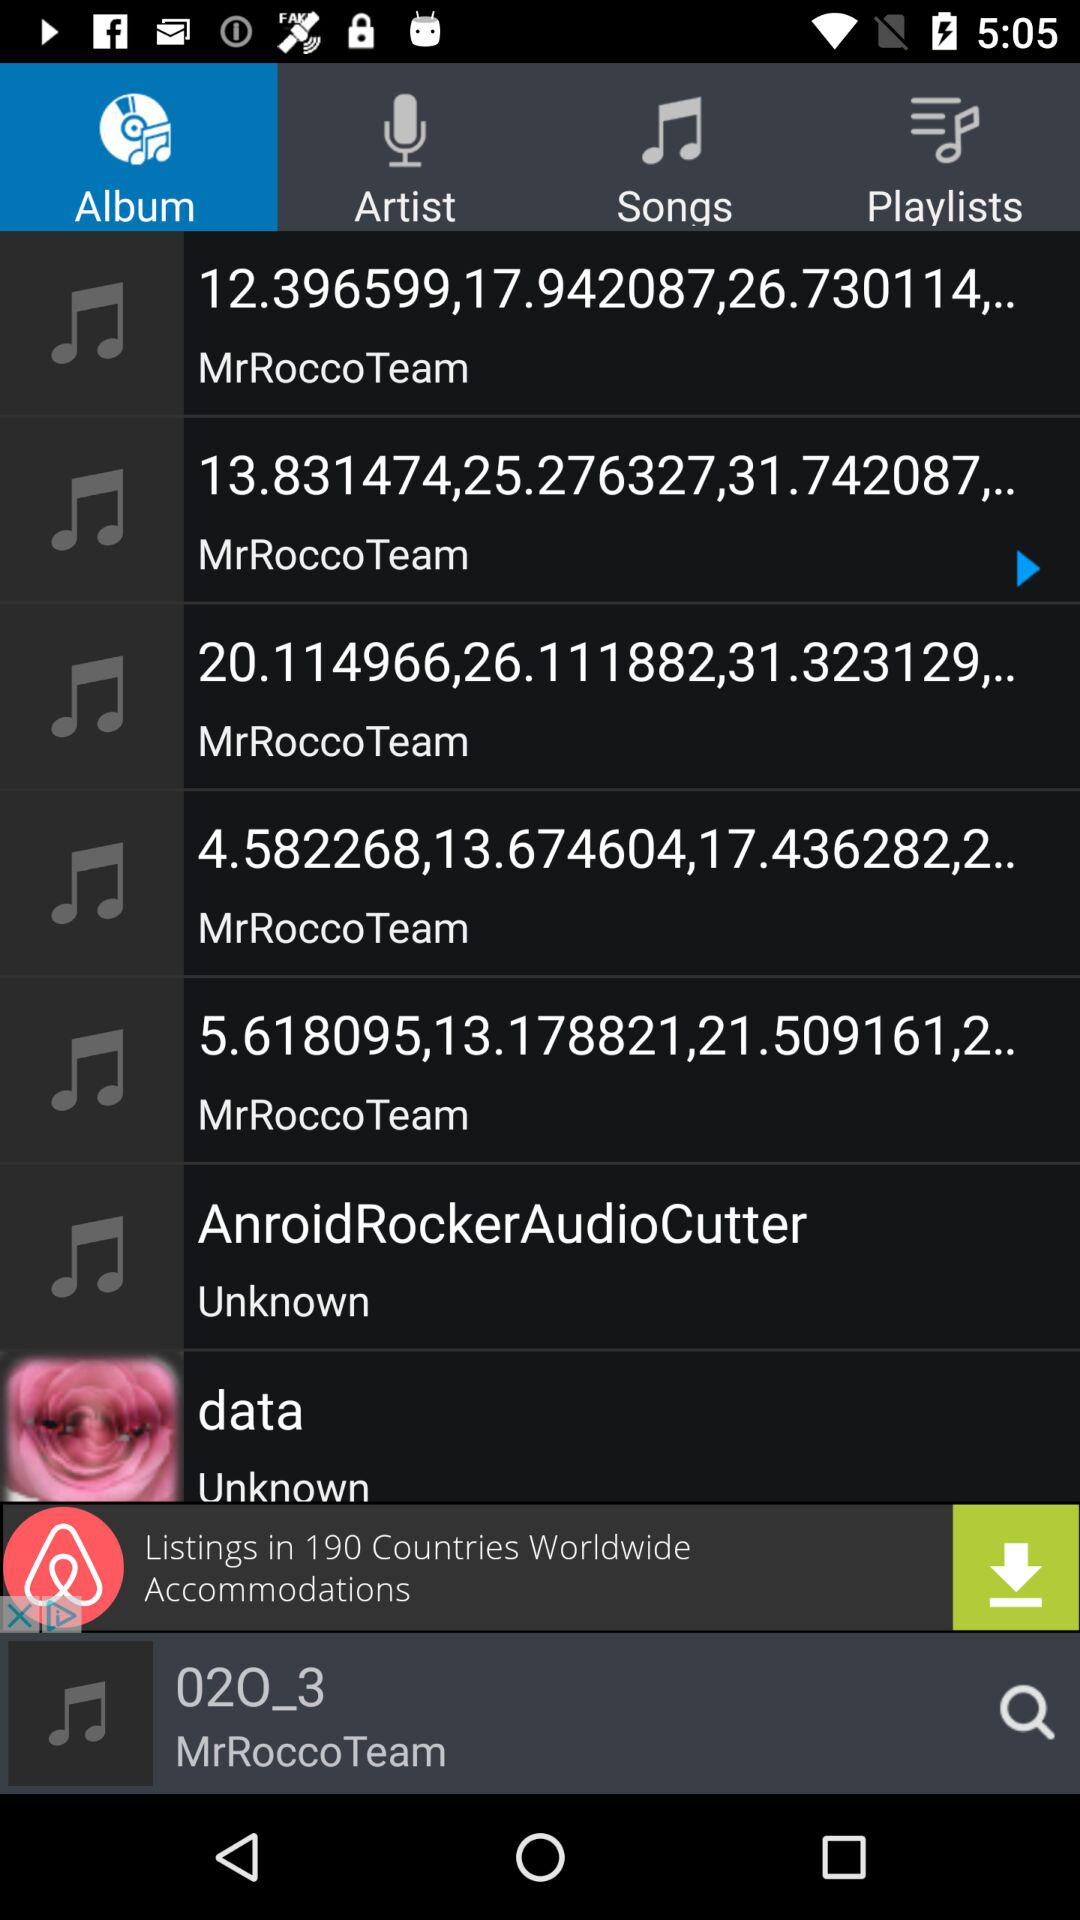 FAKE
5:05
Album Artist Songs Playlists
12.396599,17.942087,26.730114,..
MrRoccoTeam
13.831474,25.276327,31.742087,..
MrRoccoTeam
20.114966,26.111882,31.323129,..
MrRoccoTeam
4.582268,13.674604,17.436282,2..
MrRoccoTeam
5.618095,13.178821,21.509161,2..
MrRoccoTeam
AnroidRockerAudioCutter
Unknown
data
Unknown
Listings in 190 Countries Worldwide
Accommodations
02O_3
MrRoccoTeam